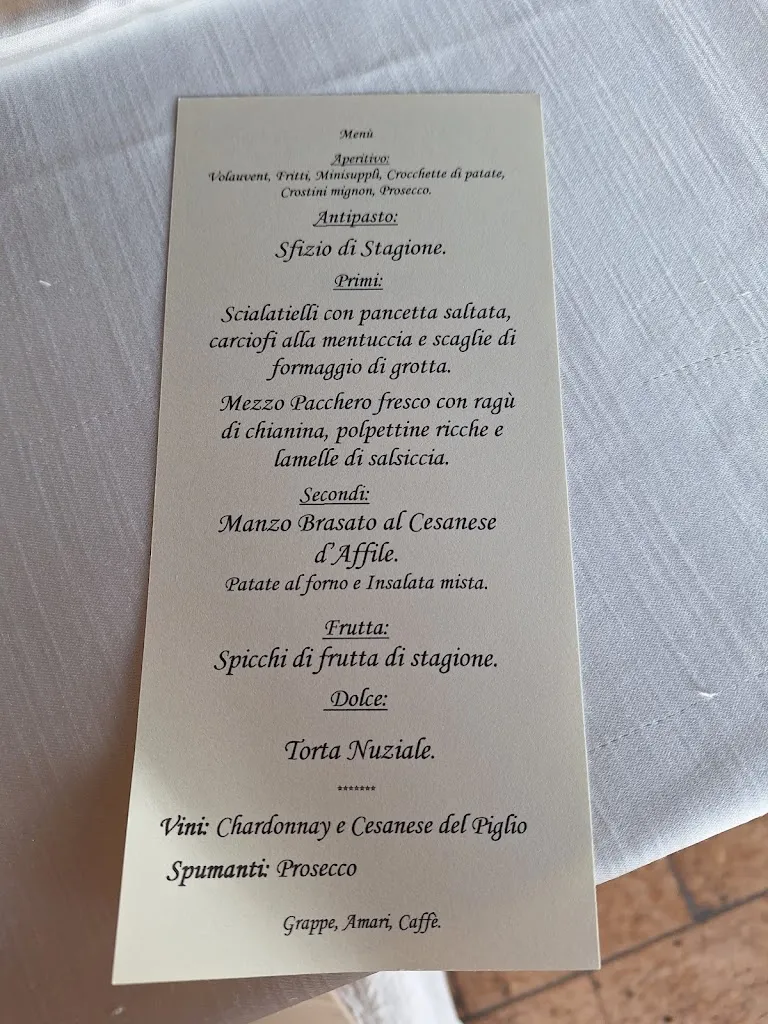 Menù
Aperitivo:
Volauvent, Fritti, Minisupplì, Crocchette di patate,
Crostini mignon, Prosecco.
Antipasto:
Sfizio di Stagione.
Primi:
Scialatielli con pancetta saltata,
carciofi alla mentuccia e scaglie di
formaggio di grotta.
Mezzo Pacchero fresco con ragù
di chianina, polpettine ricche e
lamelle di salsiccia.
Secondi:
Manzo Brasato al Cesanese
d'Affile.
Patate al forno e Insalata mista.
Frutta:
Spicchi di frutta di stagione.
Dolce:
Torta Nuziale.
*******
Vini: Chardonnay e Cesanese del Piglio
Spumanti: Prosecco
Grappe, Amari, Caffè.